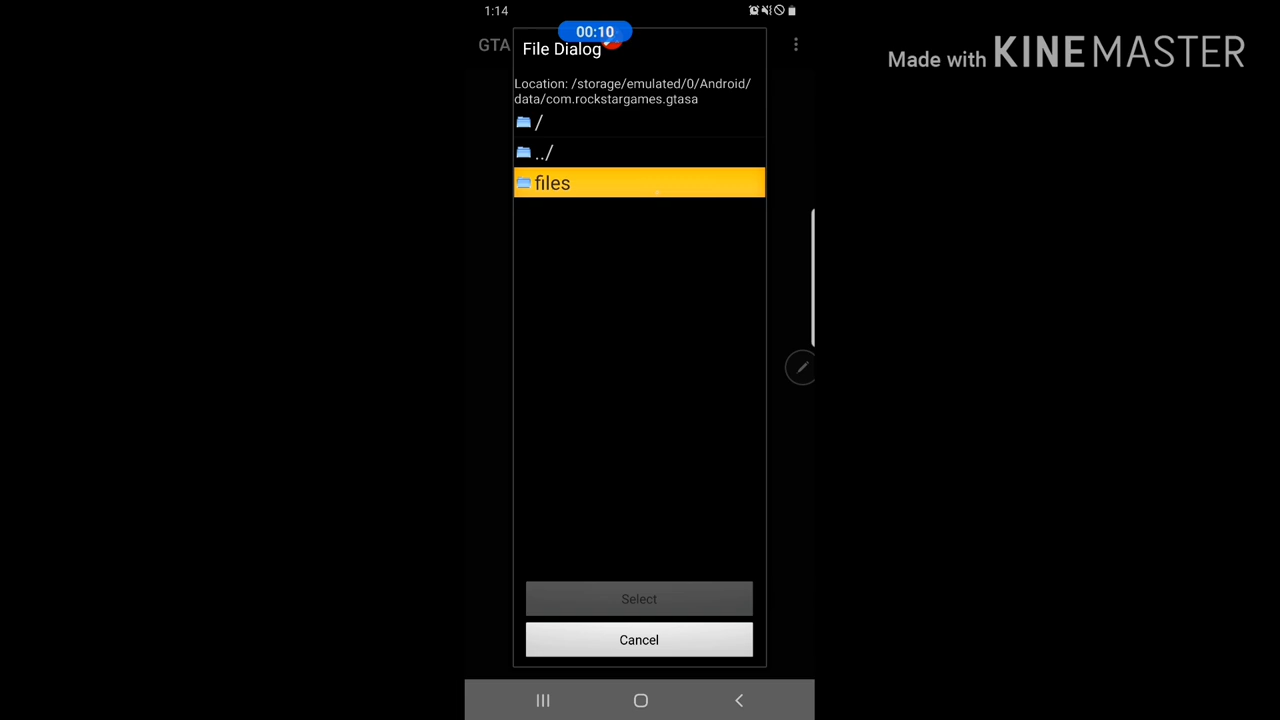 1:14
00:10
GTA
File Dialog
Made with KINEMASTER
Location: /storage/emulated/0/Android/
data/com.rockstargames.gtasa
/
../
files
Select
Cancel